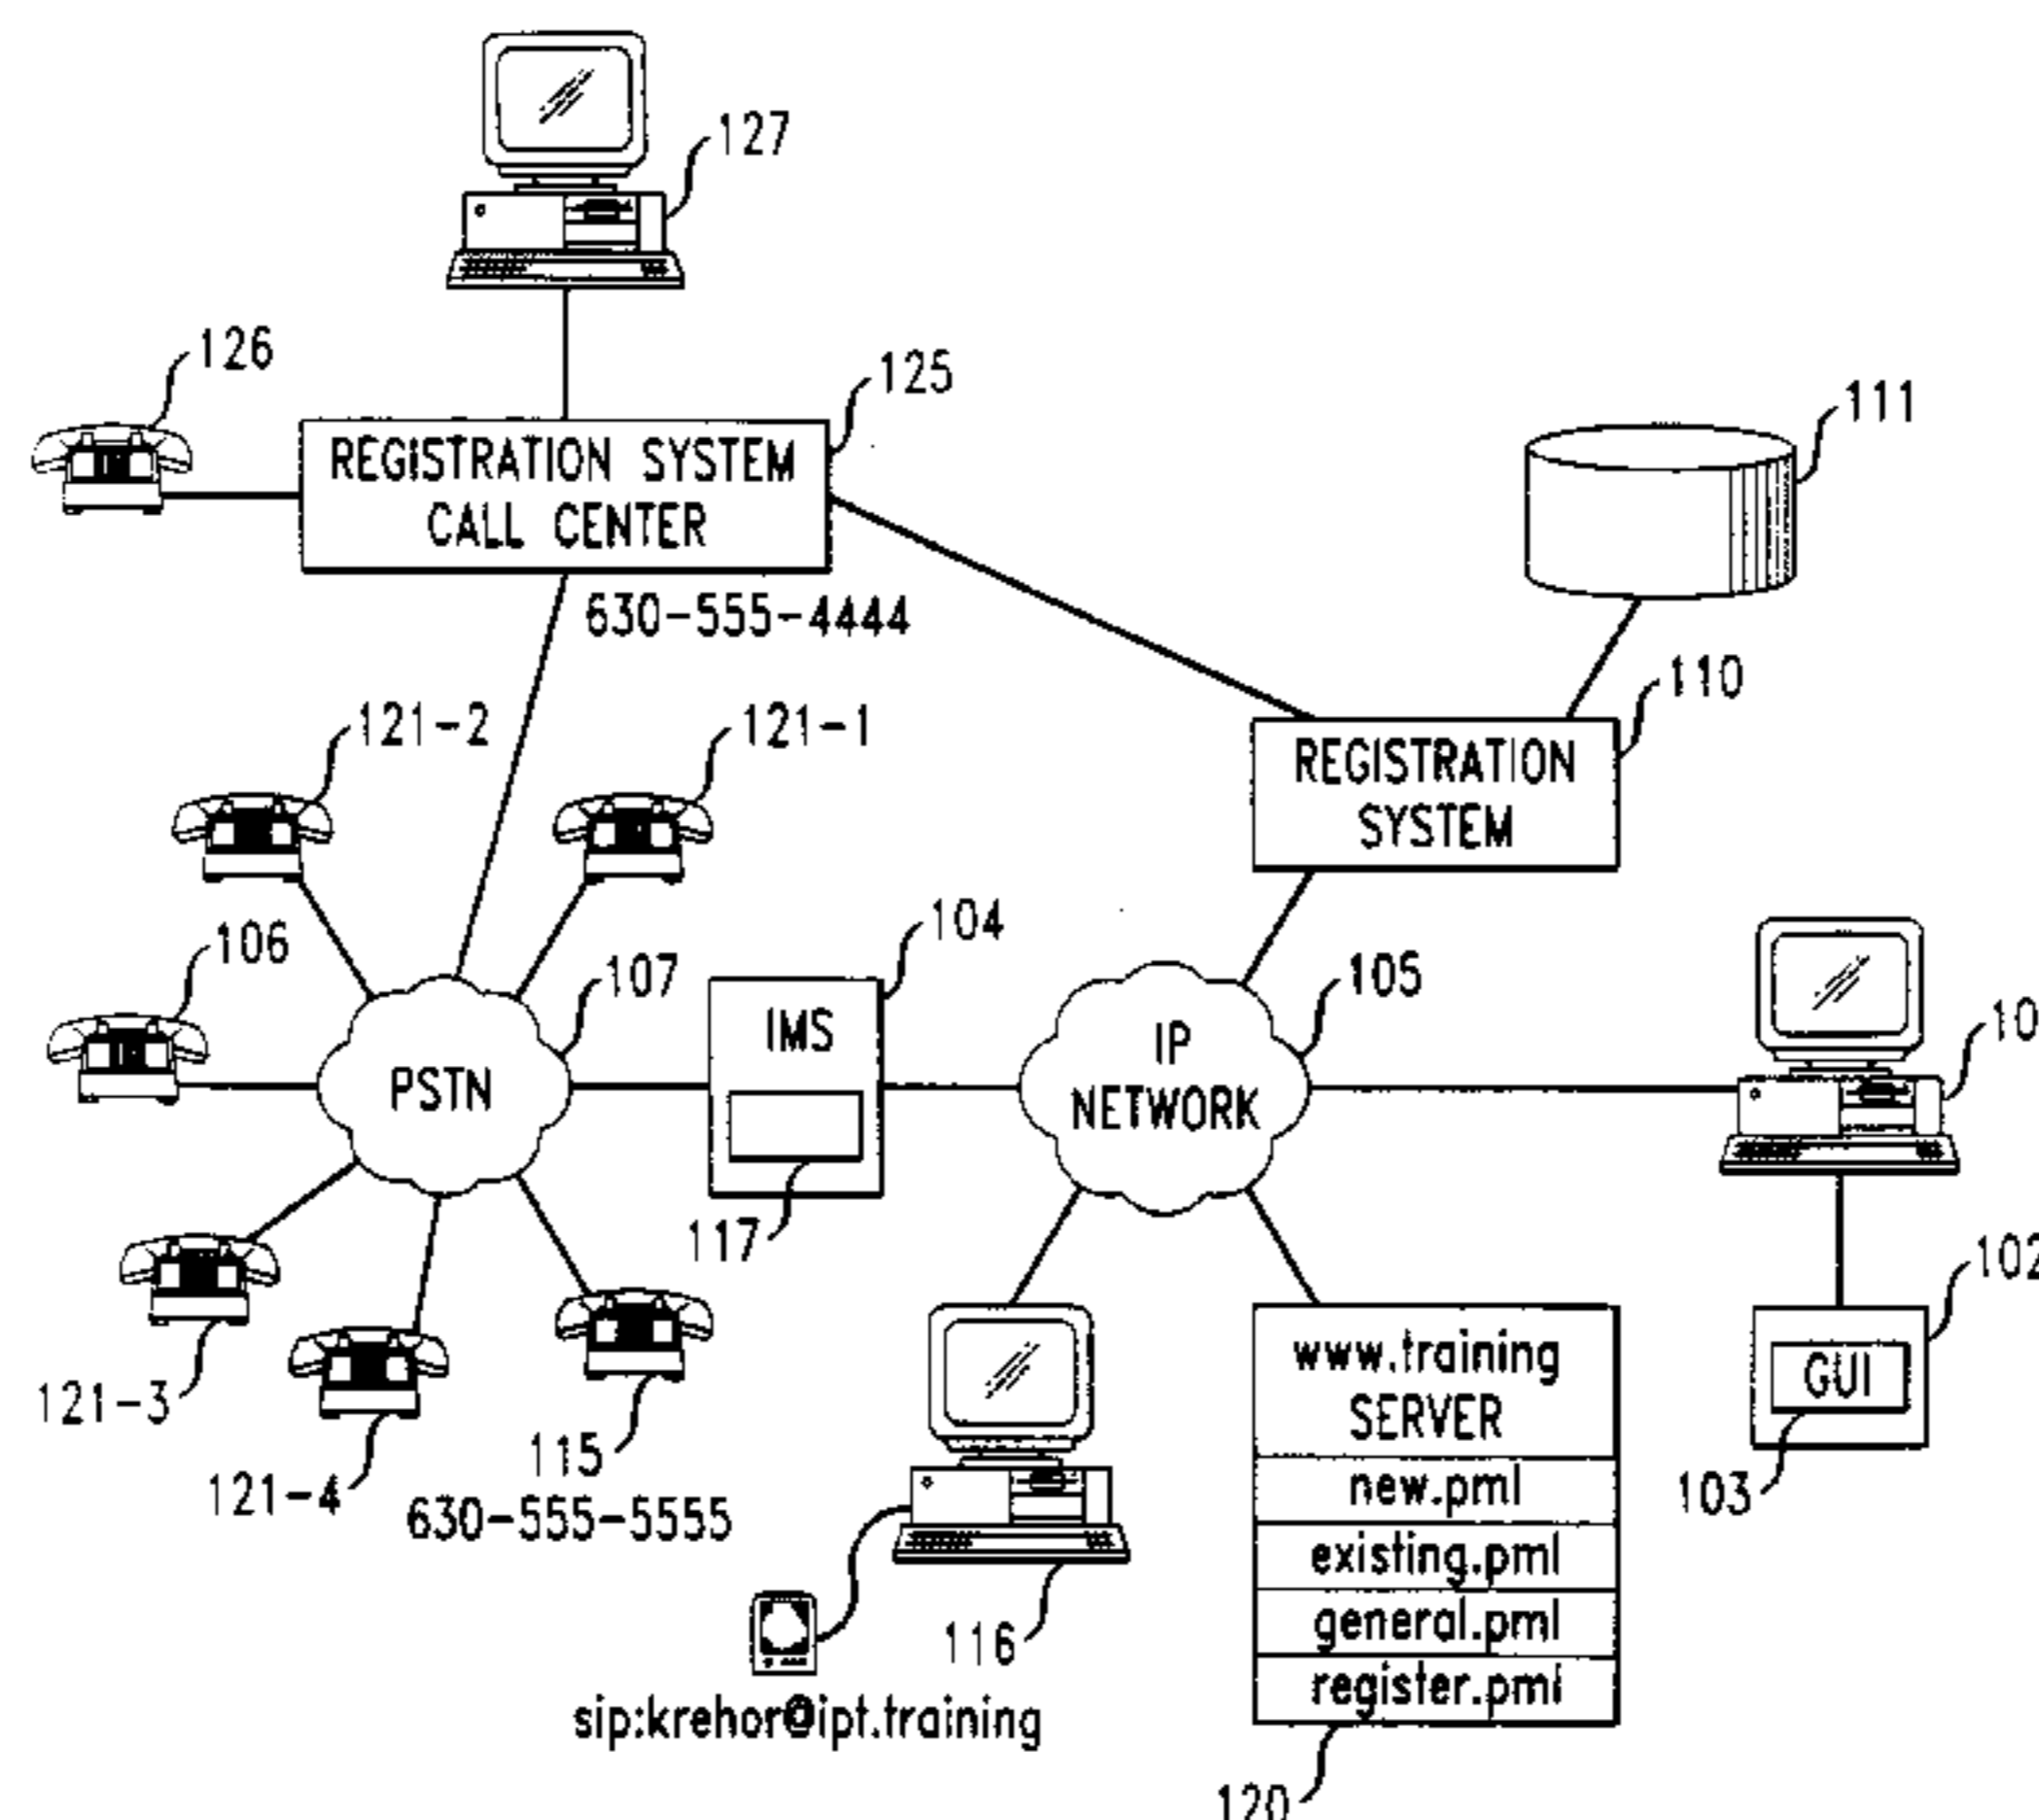 127
126
125
111
REGISTRATION SYSTEM
CALL CENTER
630-555-4444
110
121-2
121-1
REGISTRATION
SYSTEM
104
106
107
105
IMS
IP
NETWORK
10
PSTN
117
102
www.training
SERVER
GUI
121-3
115
121-4
630-555-5555
new.pml
103
existing.pml
general.pml
116
register.pml
sip:krehor@ipt.training
120